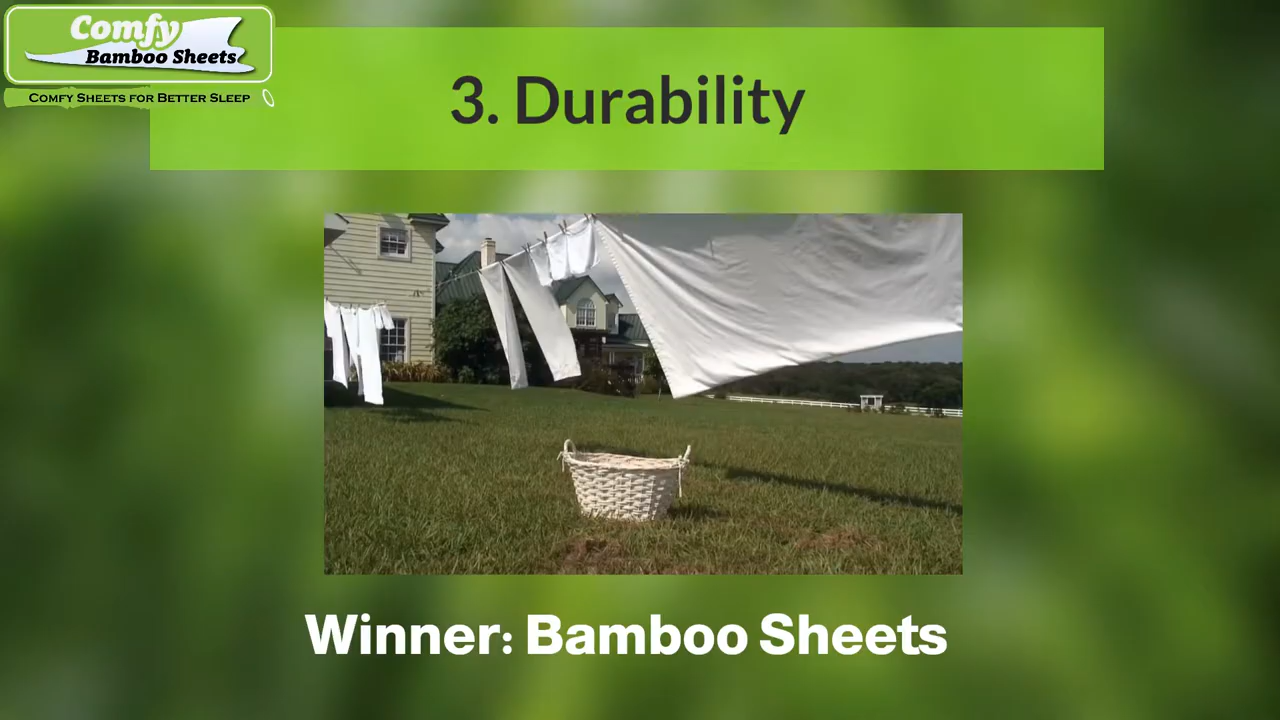 Comfy
Bamboo Sheets
Comfy Sheets for Better Sleep
3. Durability
Winner: Bamboo Sheets